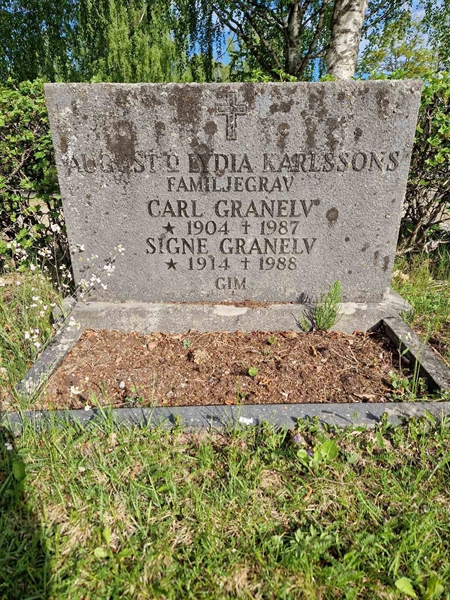 AUGUST O LYDIA KARLSSONS
FAMILJEGRAV
CARL GRANELV
★ 1904 ✝ 1987
SIGNE GRANELV
★ 1914 ✝ 1988
GIM